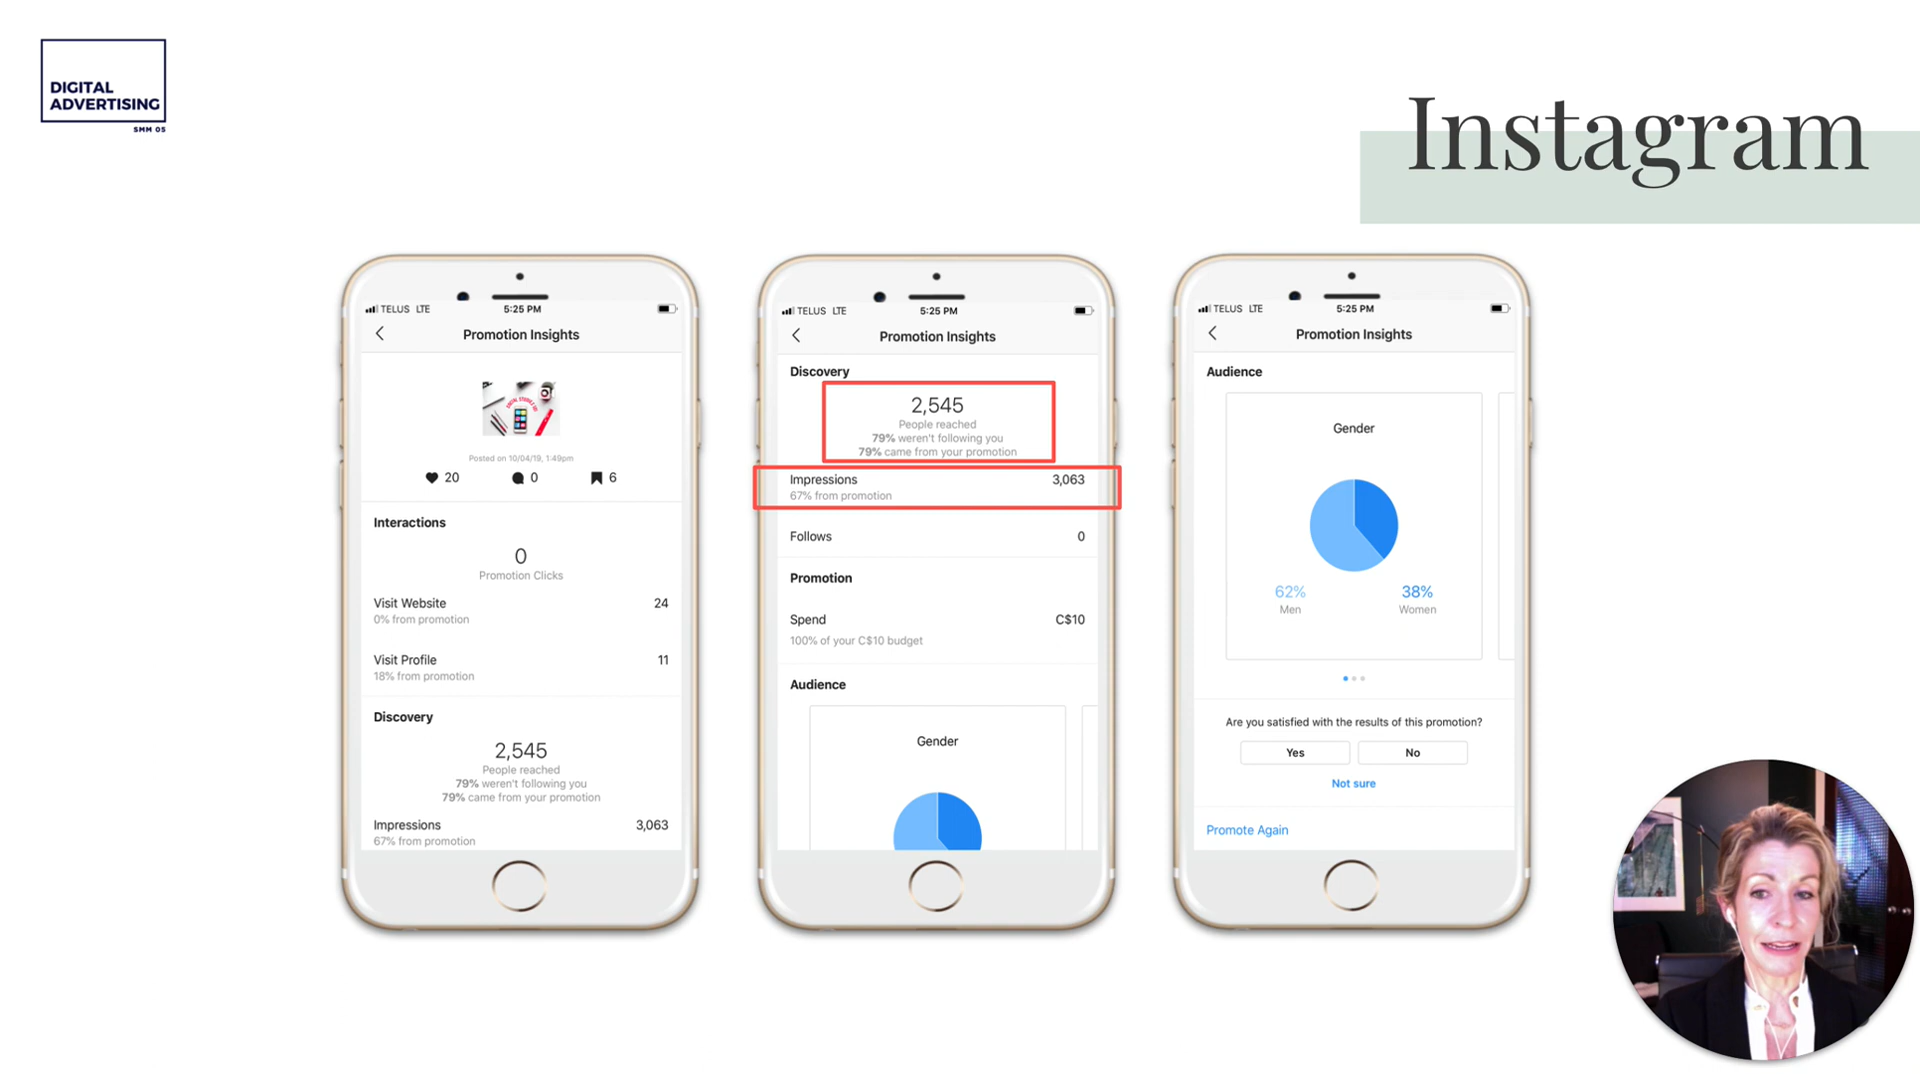 DIGITAL
ADVERTISING
SMM 05
Instagram
TELUS LTE
5:25 PM
Promotion Insights
Posted on 10/04/19, 1:49pm
20
0
6
Interactions
0
Promotion Clicks
Visit Website
24
0% from promotion
Visit Profile
11
18% from promotion
Discovery
2,545
People reached
79% weren't following you
79% came from your promotion
Impressions
3,063
67% from promotion
TELUS LTE
5:25 PM
Promotion Insights
Discovery
2,545
People reached
79% weren't following you
79% came from your promotion
Impressions
3,063
67% from promotion
Follows
0
Promotion
Spend
C$10
100% of your C$10 budget
Audience
Gender
TELUS LTE
5:25 PM
Promotion Insights
Audience
Gender
62%
38%
Men
Women
Are you satisfied with the results of this promotion?
Yes
No
Not sure
Promote Again